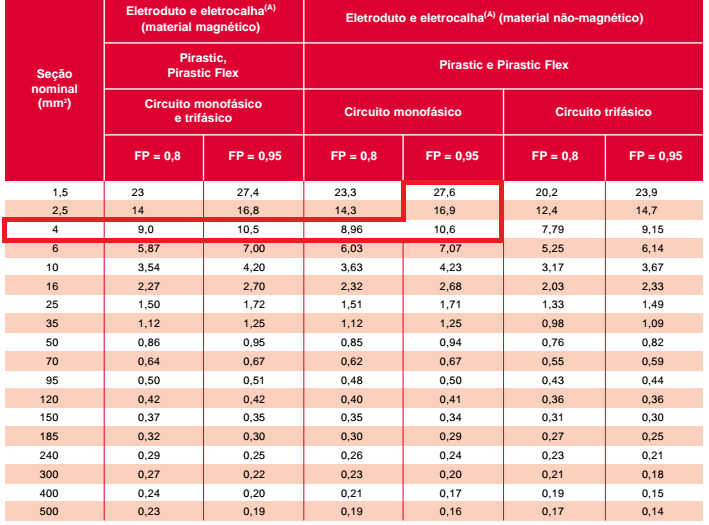 Seção nominal (mm²)
Eletroduto e eletrocalha(A) (material magnético)
Eletroduto e eletrocalha(A) (material não-magnético)
Pirastic, Pirastic Flex
Pirastic e Pirastic Flex
Circuito monofásico e trifásico
Circuito monofásico
Circuito trifásico
FP = 0,8 FP = 0,95 FP = 0,8 FP = 0,95 FP = 0,8 FP = 0,95
1,5 23 27,4 23,3 27,6 20,2 23,9
2,5 14 16,8 14,3 16,9 12,4 14,7
4 9,0 10,5 8,96 10,6 7,79 9,15
6 5,87 7,00 6,03 7,07 5,25 6,14
10 3,54 4,20 3,63 4,23 3,17 3,67
16 2,27 2,70 2,32 2,68 2,03 2,33
25 1,50 1,72 1,51 1,71 1,33 1,49
35 1,12 1,25 1,12 1,25 0,98 1,09
50 0,86 0,95 0,85 0,94 0,76 0,82
70 0,64 0,67 0,62 0,67 0,55 0,59
95 0,50 0,51 0,48 0,50 0,43 0,44
120 0,42 0,42 0,40 0,41 0,36 0,36
150 0,37 0,35 0,35 0,34 0,31 0,30
185 0,32 0,30 0,30 0,29 0,27 0,25
240 0,29 0,25 0,26 0,24 0,23 0,21
300 0,27 0,22 0,23 0,20 0,21 0,18
400 0,24 0,20 0,21 0,17 0,19 0,15
500 0,23 0,19 0,19 0,16 0,17 0,14